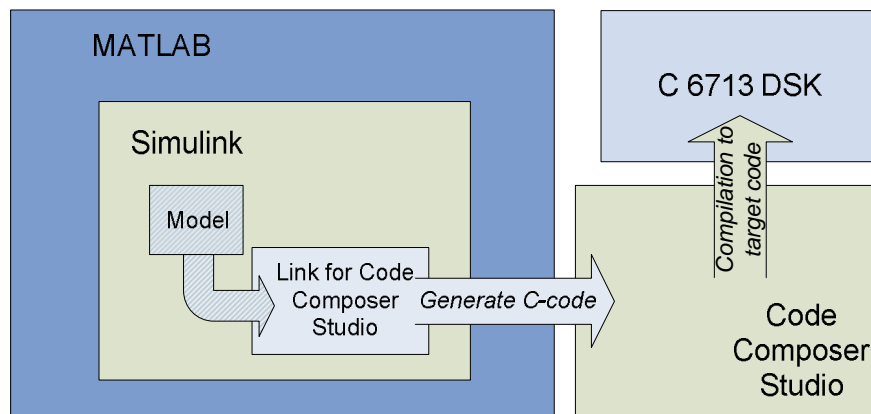 MATLAB
Simulink
Model
Link for Code
Composer
Studio
Generate C-code
C 6713 DSK
Compilation to
target code
Code
Composer
Studio